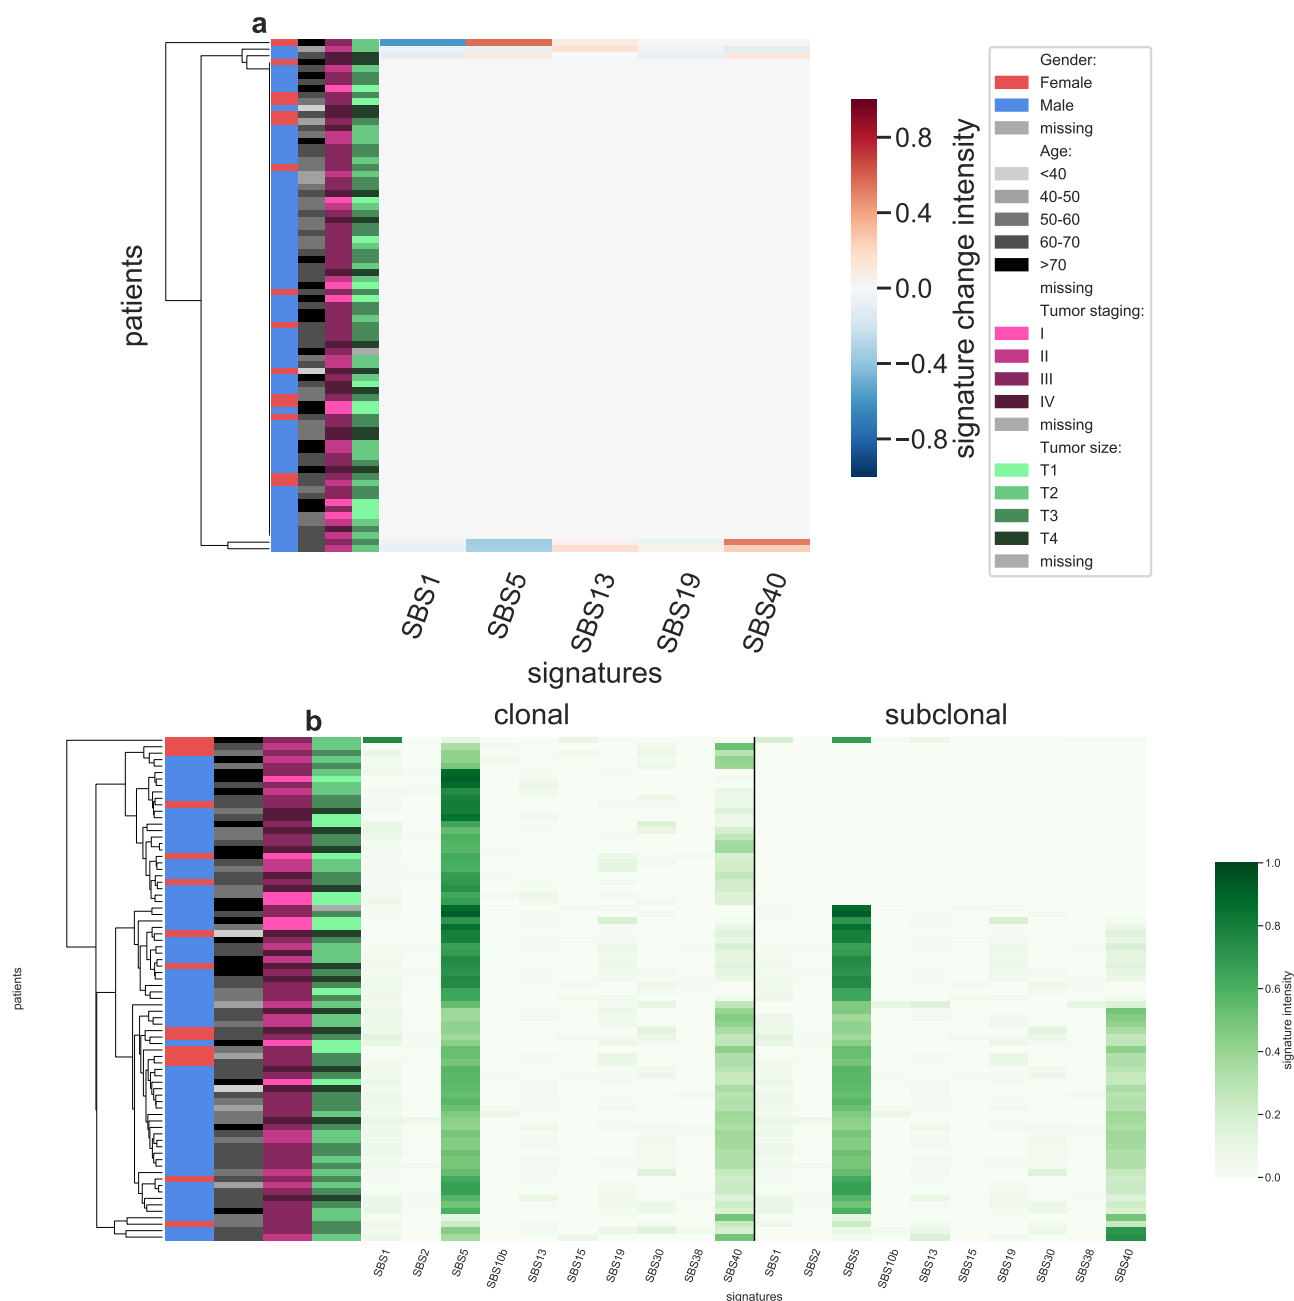 a
patients
SBS1
SBS5
SBS13
SBS19
SBS40
signatures
0.8
0.4
0.0
−0.4
−0.8
signature change intensity
Gender:
Female
Male
missing
Age:
<40
40-50
50-60
60-70
>70
missing
Tumor staging:
I
II
III
IV
missing
Tumor size:
T1
T2
T3
T4
missing
b
clonal
subclonal
patients
SBS1
SBS2
SBS5
SBS10b
SBS13
SBS15
SBS19
SBS30
SBS38
SBS40
SBS1
SBS2
SBS5
SBS10b
SBS13
SBS15
SBS19
SBS30
SBS38
SBS40
signatures
1.0
0.8
0.6
0.4
0.2
0.0
signature intensity